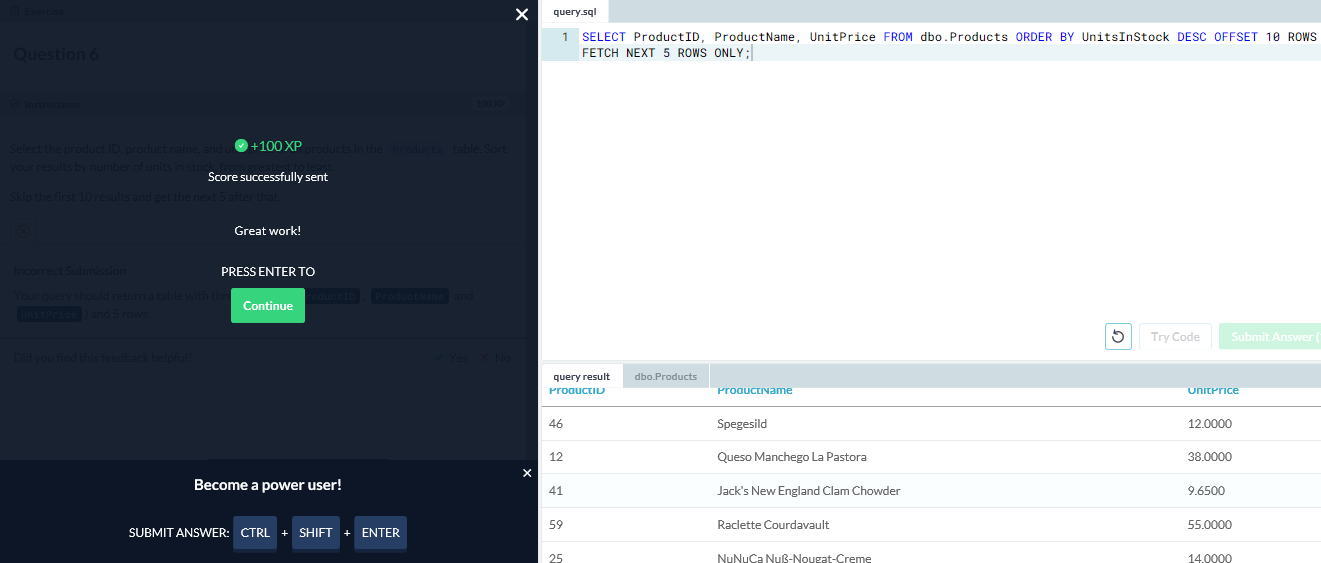 Exercise
Question 6
Instructions 100 XP
Select the product ID, product name, and products in the Products table. Sort
your results by number of units in stock, from greatest to least.
Skip the first 10 results and get the next 5 after that.
Incorrect Submission
Your query should return a table with ProductID, ProductName and
UnitPrice) and 5 rows.
Did you find this feedback helpful? Yes No
+100 XP
Score successfully sent
Great work!
PRESS ENTER TO
Continue
Become a power user!
SUBMIT ANSWER: CTRL + SHIFT + ENTER
query.sql
1 SELECT ProductID, ProductName, UnitPrice FROM dbo.Products ORDER BY UnitsInStock DESC OFFSET 10 ROWS
FETCH NEXT 5 ROWS ONLY;
Try Code Submit Answer
query result dbo.Products
ProductID ProductName UnitPrice
46 Spegesild 12.0000
12 Queso Manchego La Pastora 38.0000
41 Jack's New England Clam Chowder 9.6500
59 Raclette Courdavault 55.0000
25 NuNuCa Nuß-Nougat-Creme 14.0000